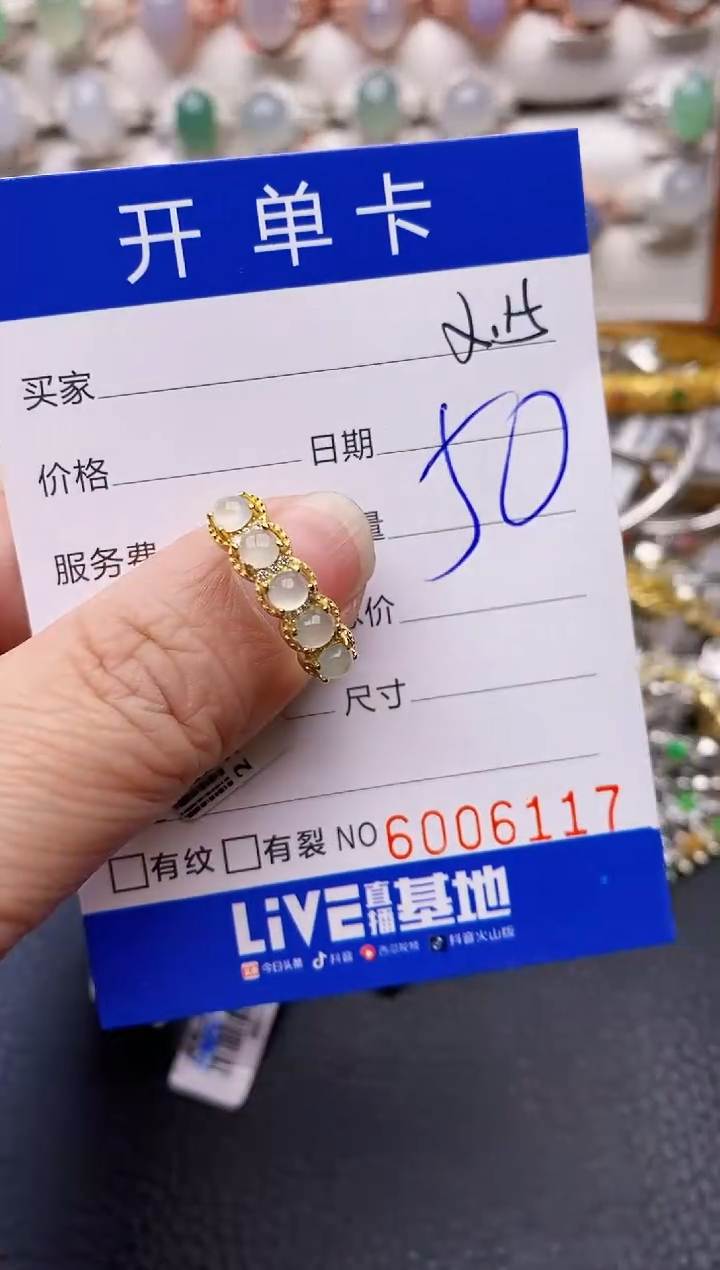 开单卡
买家
价格 日期
50
服务费 量
价
尺寸
有纹 有裂 NO 6006117
LiVE直播基地
今日头条 抖音 西瓜视频 抖音火山版